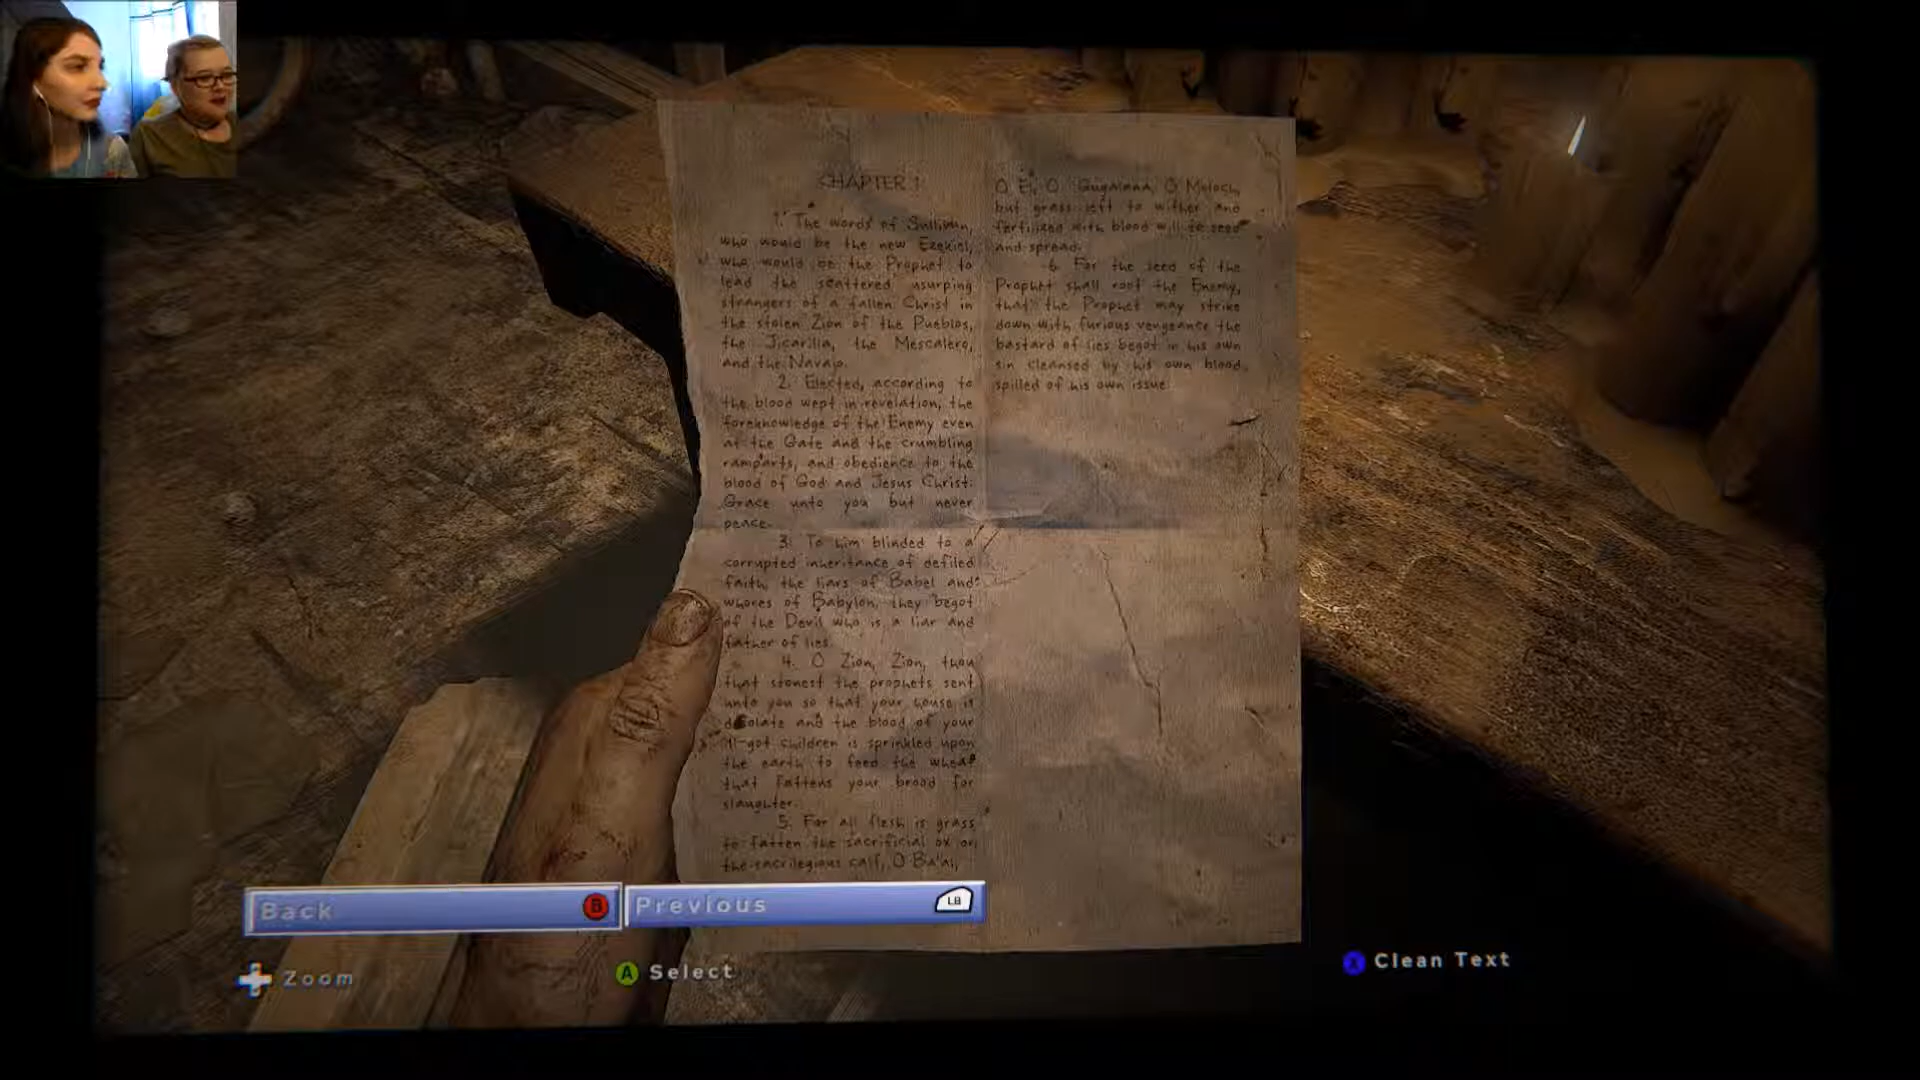 CHAPTER 1
1. The words of Sullivan,
who would be the new Ezekiel,
who would be the Prophet to
lead the scattered usurping
strangers of a fallen Christ in
the stolen Zion of the Pueblos,
the Jicarilla, the Mescalero,
and the Navajo.
2. Elected, according to
the blood wept in revelation, the
foreknowledge of the Enemy even
at the Gate and the crumbling
ramparts, and obedience to the
blood of God and Jesus Christ:
Grace unto you but never
peace.
3. To him blinded to a
corrupted inheritance of defiled
faith, the liars of Babel and
whores of Babylon, they begot
of the Devil who is a liar and
father of lies.
4. O Zion, Zion, thou
that stonest the prophets sent
unto you so that your house is
desolate and the blood of your
ill-got children is sprinkled upon
the earth to feed the wheat
that fattens your brood for
slaughter.
5. For all flesh is grass
to fatten the sacrificial ox or
the sacrilegious calf, O Ba'al,
O El, O Gugalanna, O Moloch,
but grass left to wither and
fertilized with blood will re seed
and spread.
6. For the seed of the
Prophet shall root the Enemy,
that the Prophet may strike
down with furious vengeance the
bastard of lies begot in his own
sin cleansed by his own blood,
spilled of his own issue.
Back B
Previous LB
Zoom
A Select
X Clean Text